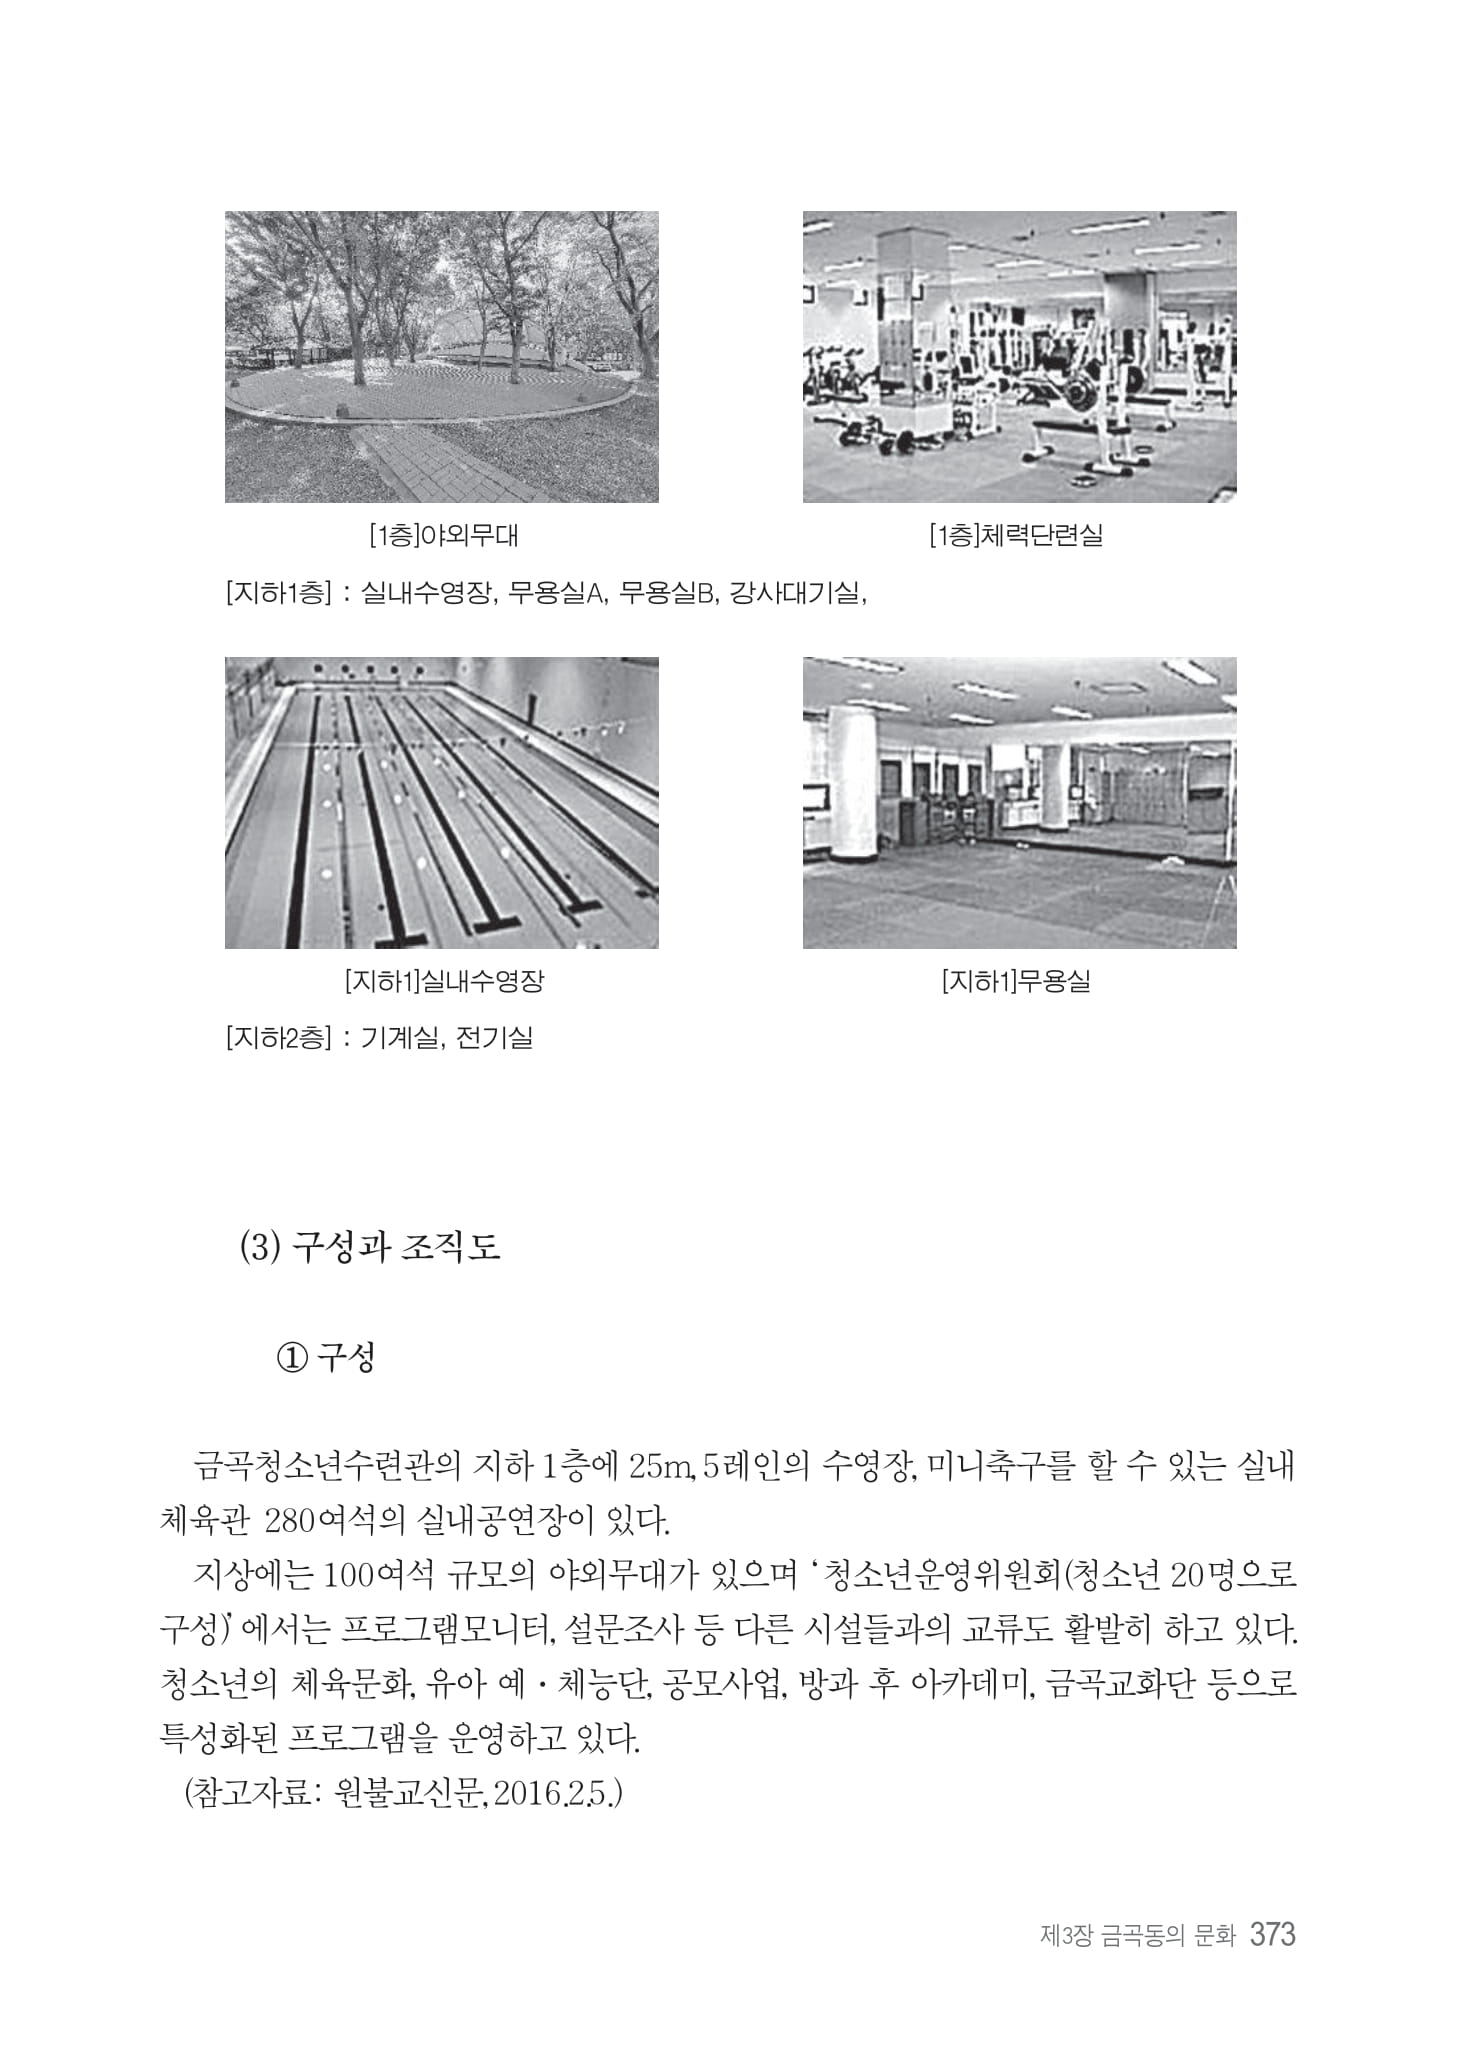 [1층]야외무대
[1층]체력단련실
[지하1층] : 실내수영장, 무용실A, 무용실B, 강사대기실,
[지하1]실내수영장
[지하1]무용실
[지하2층] : 기계실, 전기실
(3) 구성과 조직도
① 구성
금곡청소년수련관의 지하 1층에 25m, 5레인의 수영장, 미니축구를 할 수 있는 실내
체육관 280여석의 실내공연장이 있다.
지상에는 100여석 규모의 야외무대가 있으며 ‘청소년운영위원회(청소년 20명으로
구성)’에서는 프로그램모니터, 설문조사 등 다른 시설들과의 교류도 활발히 하고 있다.
청소년의 체육문화, 유아 예·체능단, 공모사업, 방과 후 아카데미, 금곡교화단 등으로
특성화된 프로그램을 운영하고 있다.
(참고자료: 원불교신문, 2016.2.5.)
제3장 금곡동의 문화 373